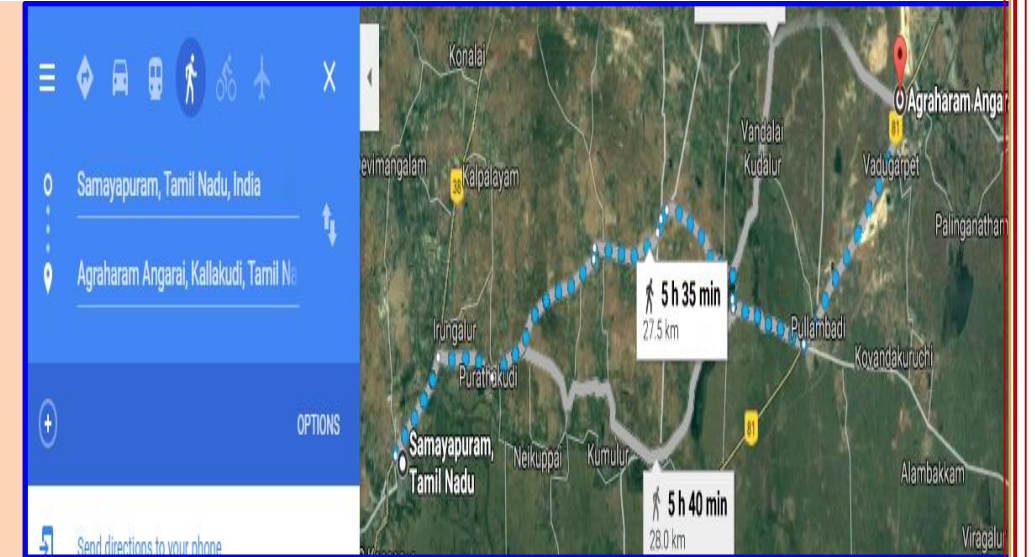 Samayapuram, Tamil Nadu, India
Agraharam Angarai, Kallakudi, Tamil Na
OPTIONS
Send directions to your phone
Konalai
evimangalam
38
Kalpalayam
Vandalai
Kudalur
Agraharam Angar
81
Vadugarpet
Palinganathan
5 h 35 min
27.5 km
Irungalur
Purathakudi
Pullambadi
Kovandakuruchi
81
Samayapuram,
Tamil Nadu
Neikuppai
Kumulur
Alambakkam
5 h 40 min
28.0 km
Viragalur